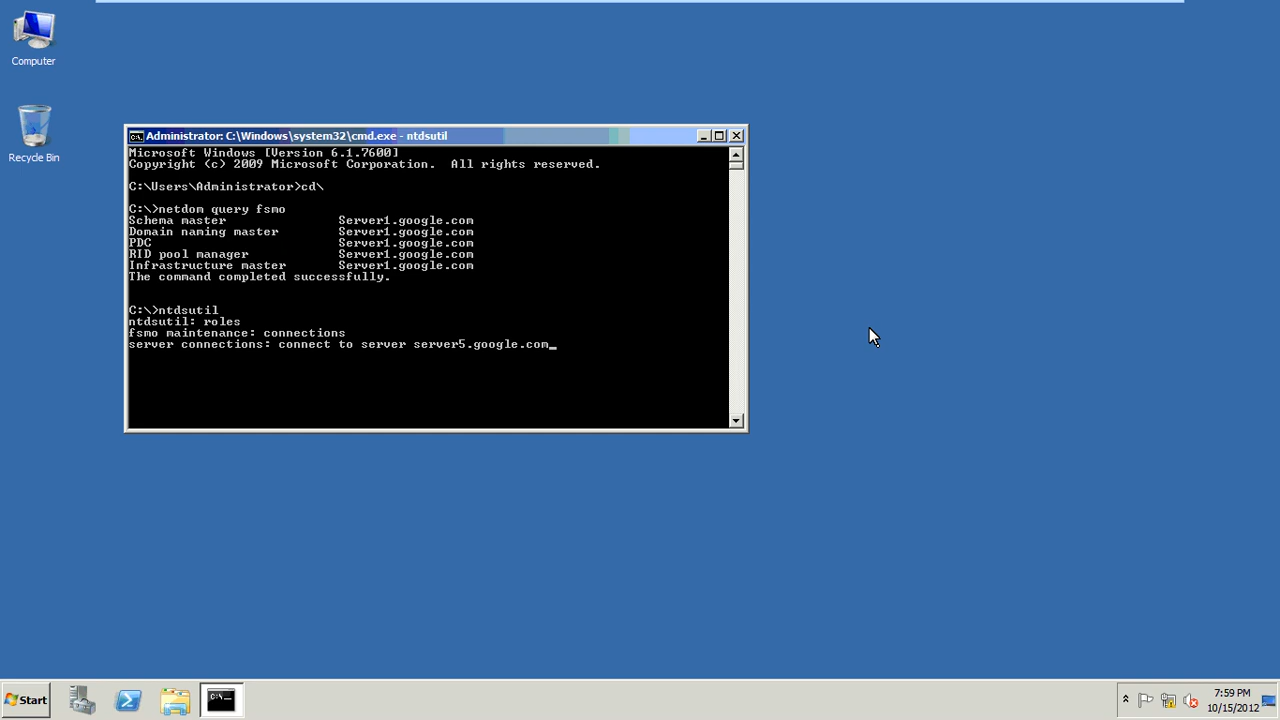 Computer
Recycle Bin
Administrator: C:\Windows\system32\cmd.exe - ntdsutil
Microsoft Windows [Version 6.1.7600]
Copyright (c) 2009 Microsoft Corporation.  All rights reserved.
C:\Users\Administrator>cd\
C:\>netdom query fsmo
Schema master               Server1.google.com
Domain naming master        Server1.google.com
PDC                         Server1.google.com
RID pool manager            Server1.google.com
Infrastructure master       Server1.google.com
The command completed successfully.
C:\>ntdsutil
ntdsutil: roles
fsmo maintenance: connections
server connections: connect to server server5.google.com_
Start
7:59 PM
10/15/2012